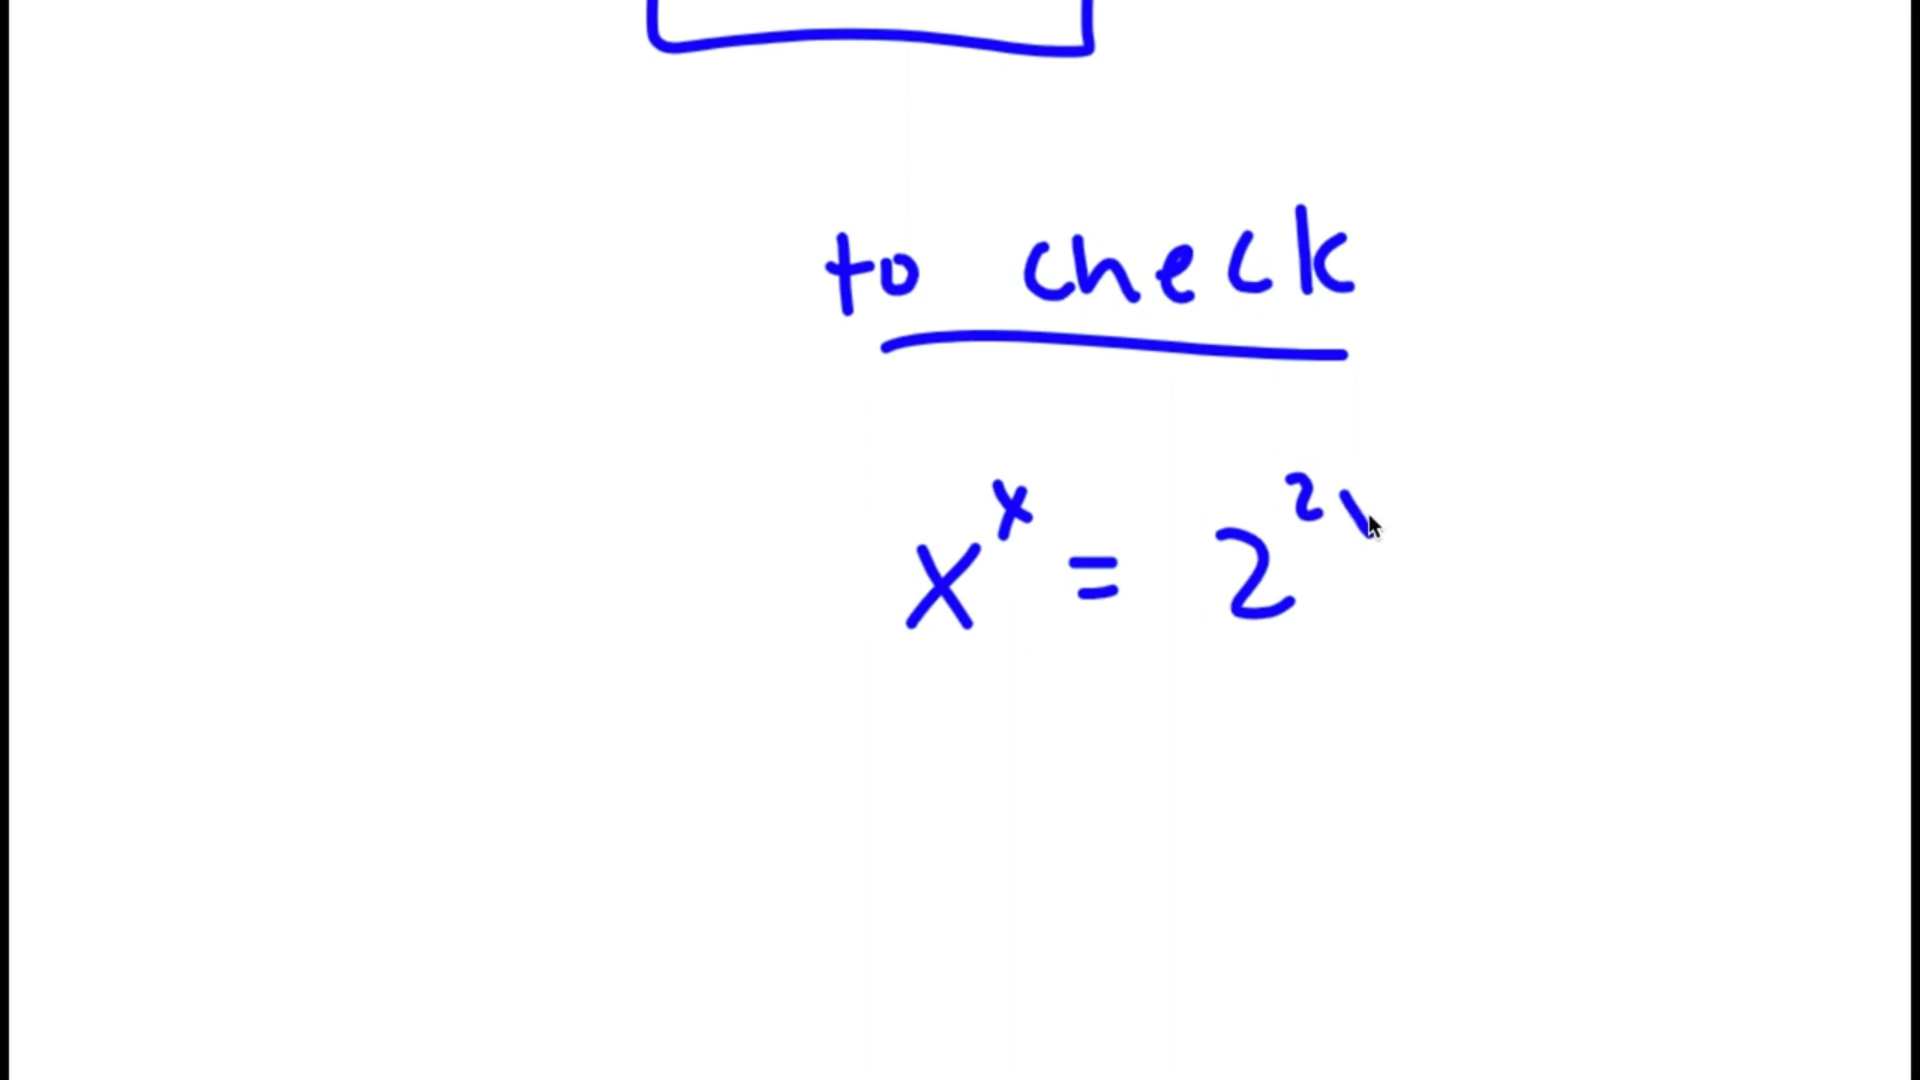 to check
x^x = 2^2